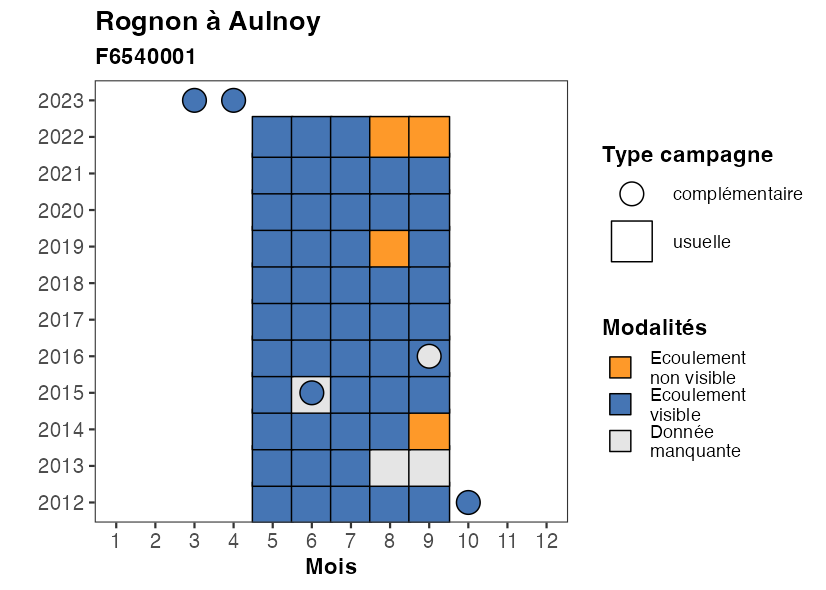 Rognon à Aulnoy
F6540001
2023
2022
2021
2020
2019
2018
2017
2016
2015
2014
2013
2012
1 2 3 4 5 6 7 8 9 10 11 12
Mois
Type campagne
complémentaire
usuelle
Modalités
Ecoulement
non visible
Ecoulement
visible
Donnée
manquante